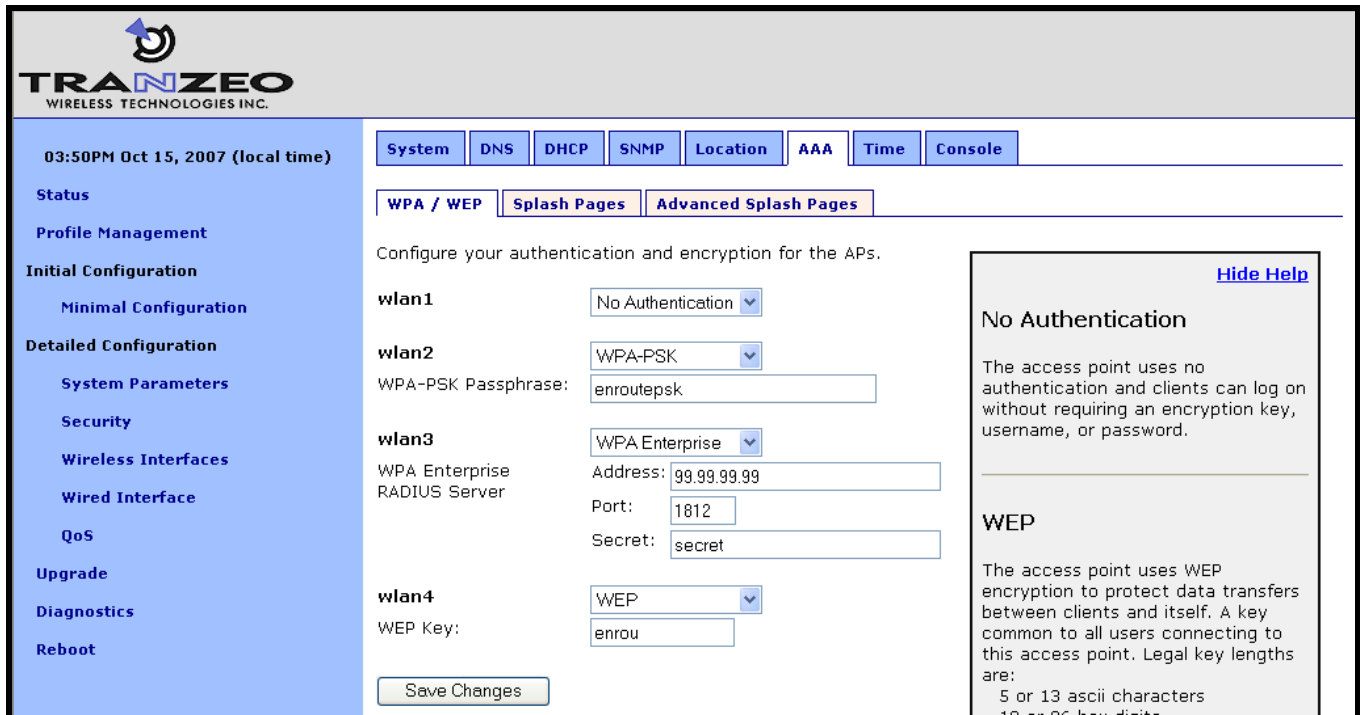 TRANZEO
WIRELESS TECHNOLOGIES INC.
03:50PM Oct 15, 2007 (local time)
Status
Profile Management
Initial Configuration
Minimal Configuration
Detailed Configuration
System Parameters
Security
Wireless Interfaces
Wired Interface
QoS
Upgrade
Diagnostics
Reboot
System DNS DHCP SNMP Location AAA Time Console
WPA / WEP Splash Pages Advanced Splash Pages
Configure your authentication and encryption for the APs.
wlan1 No Authentication
wlan2 WPA-PSK
WPA-PSK Passphrase: enroutepsk
wlan3 WPA Enterprise
WPA Enterprise
RADIUS Server
Address: 99.99.99.99
Port: 1812
Secret: secret
wlan4 WEP
WEP Key: enrou
Save Changes
Hide Help
No Authentication
The access point uses no
authentication and clients can log on
without requiring an encryption key,
username, or password.
WEP
The access point uses WEP
encryption to protect data transfers
between clients and itself. A key
common to all users connecting to
this access point. Legal key lengths
are:
5 or 13 ascii characters